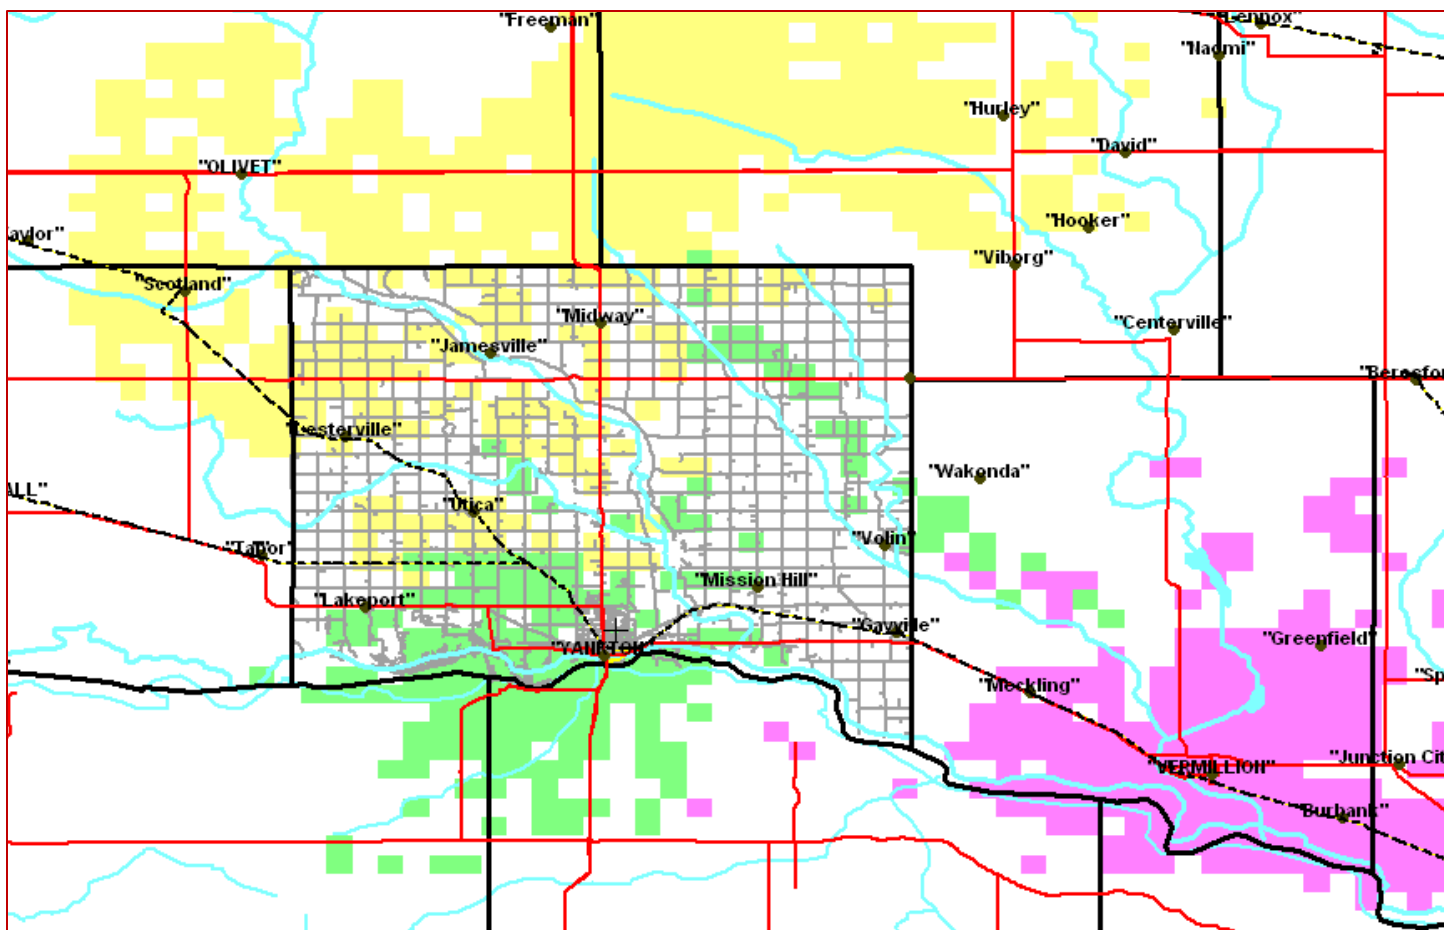 "Freeman"
"Lennox"
"Naomi"
"Hurley"
"David"
"OLIVET"
"Hooker"
aylor"
"Viborg"
"Scotland"
"Midway"
"Centerville"
"Jamesville"
"Beresfor
"Lesterville"
"Wakonda"
ALL"
"Utica"
"Volin"
"Tabor"
"Mission Hill"
"Lakeport"
"Gayville"
"Greenfield"
"YANKTON"
"Meckling"
"Sp
"Junction Cit
"VERMILLION"
"Burbank"